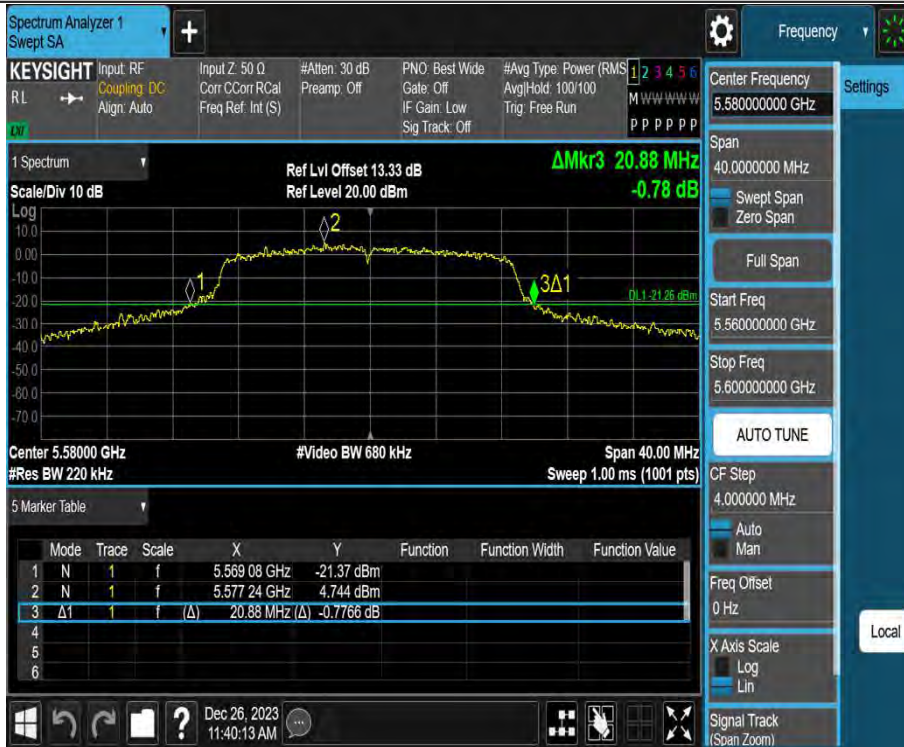 Spectrum Analyzer 1
Swept SA
+
Frequency
KEYSIGHT Input: RF Input Z: 50 Ω #Atten: 30 dB PNO: Best Wide #Avg Type: Power (RMS 1 2 3 4 5 6
RL Coupling: DC Corr CCorr RCal Preamp: Off Gate: Off Avg|Hold: 100/100 M W W W W W
Align: Auto Freq Ref: Int (S) IF Gain: Low Trig: Free Run
LXI Sig Track: Off P P P P P P
1 Spectrum
Scale/Div 10 dB
Ref Lvl Offset 13.33 dB
Ref Level 20.00 dBm
ΔMkr3 20.88 MHz
-0.78 dB
Log
10.0
0.00
-10.0
-20.0
-30.0
-40.0
-50.0
-60.0
-70.0
1
2
3Δ1
DL1 -21.26 dBm
Center 5.58000 GHz #Video BW 680 kHz Span 40.00 MHz
#Res BW 220 kHz Sweep 1.00 ms (1001 pts)
5 Marker Table
Mode Trace Scale X Y Function Function Width Function Value
1 N 1 f 5.569 08 GHz -21.37 dBm
2 N 1 f 5.577 24 GHz 4.744 dBm
3 Δ1 1 f (Δ) 20.88 MHz (Δ) -0.7766 dB
4
5
6
?
Dec 26, 2023
11:40:13 AM
Center Frequency
5.580000000 GHz
Settings
Span
40.0000000 MHz
Swept Span
Zero Span
Full Span
Start Freq
5.560000000 GHz
Stop Freq
5.600000000 GHz
AUTO TUNE
CF Step
4.000000 MHz
Auto
Man
Freq Offset
0 Hz
Local
X Axis Scale
Log
Lin
Signal Track
(Span Zoom)